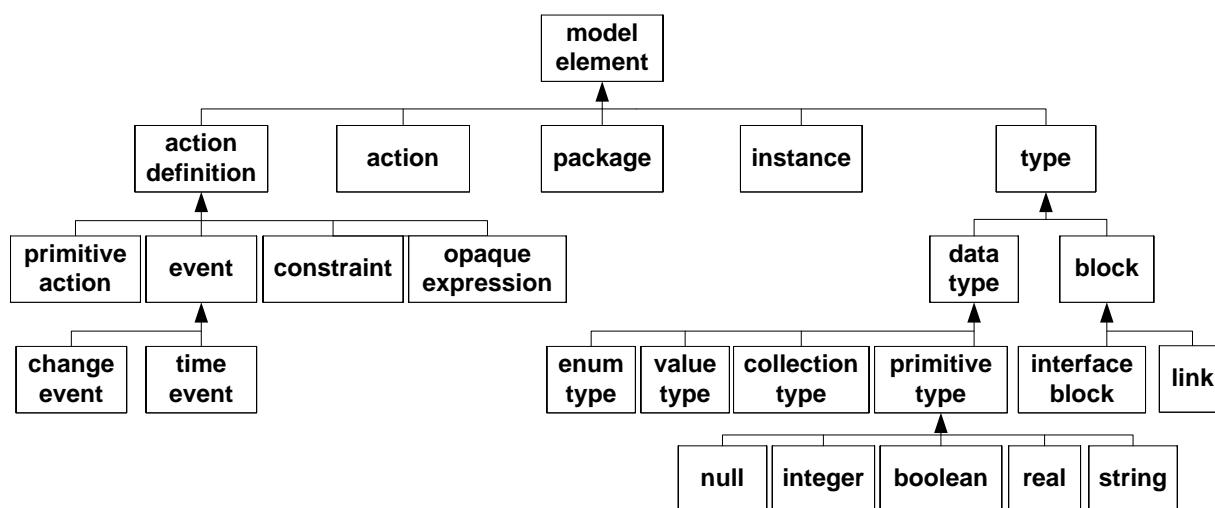 model
element
action
definition
action
package
instance
type
primitive
action
event
constraint
opaque
expression
data
type
block
change
event
time
event
enum
type
value
type
collection
type
primitive
type
interface
block
link
null
integer
boolean
real
string